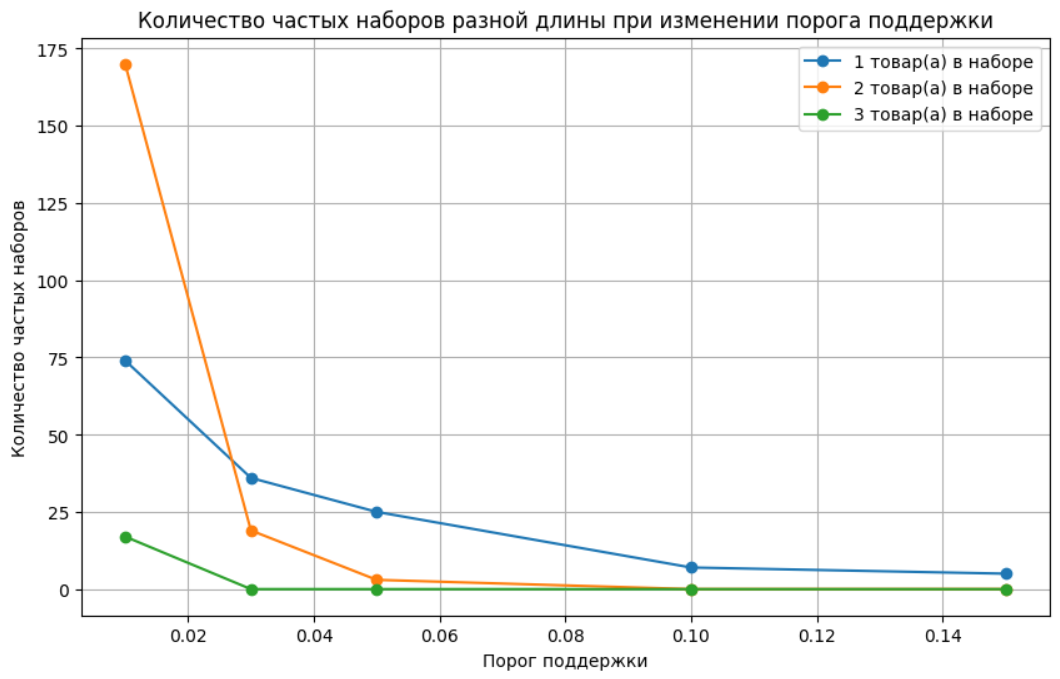 Количество частых наборов разной длины при изменении порога поддержки
1 товар(а) в наборе
2 товар(а) в наборе
3 товар(а) в наборе
Количество частых наборов
175
150
125
100
75
50
25
0
0.02 0.04 0.06 0.08 0.10 0.12 0.14
Порог поддержки